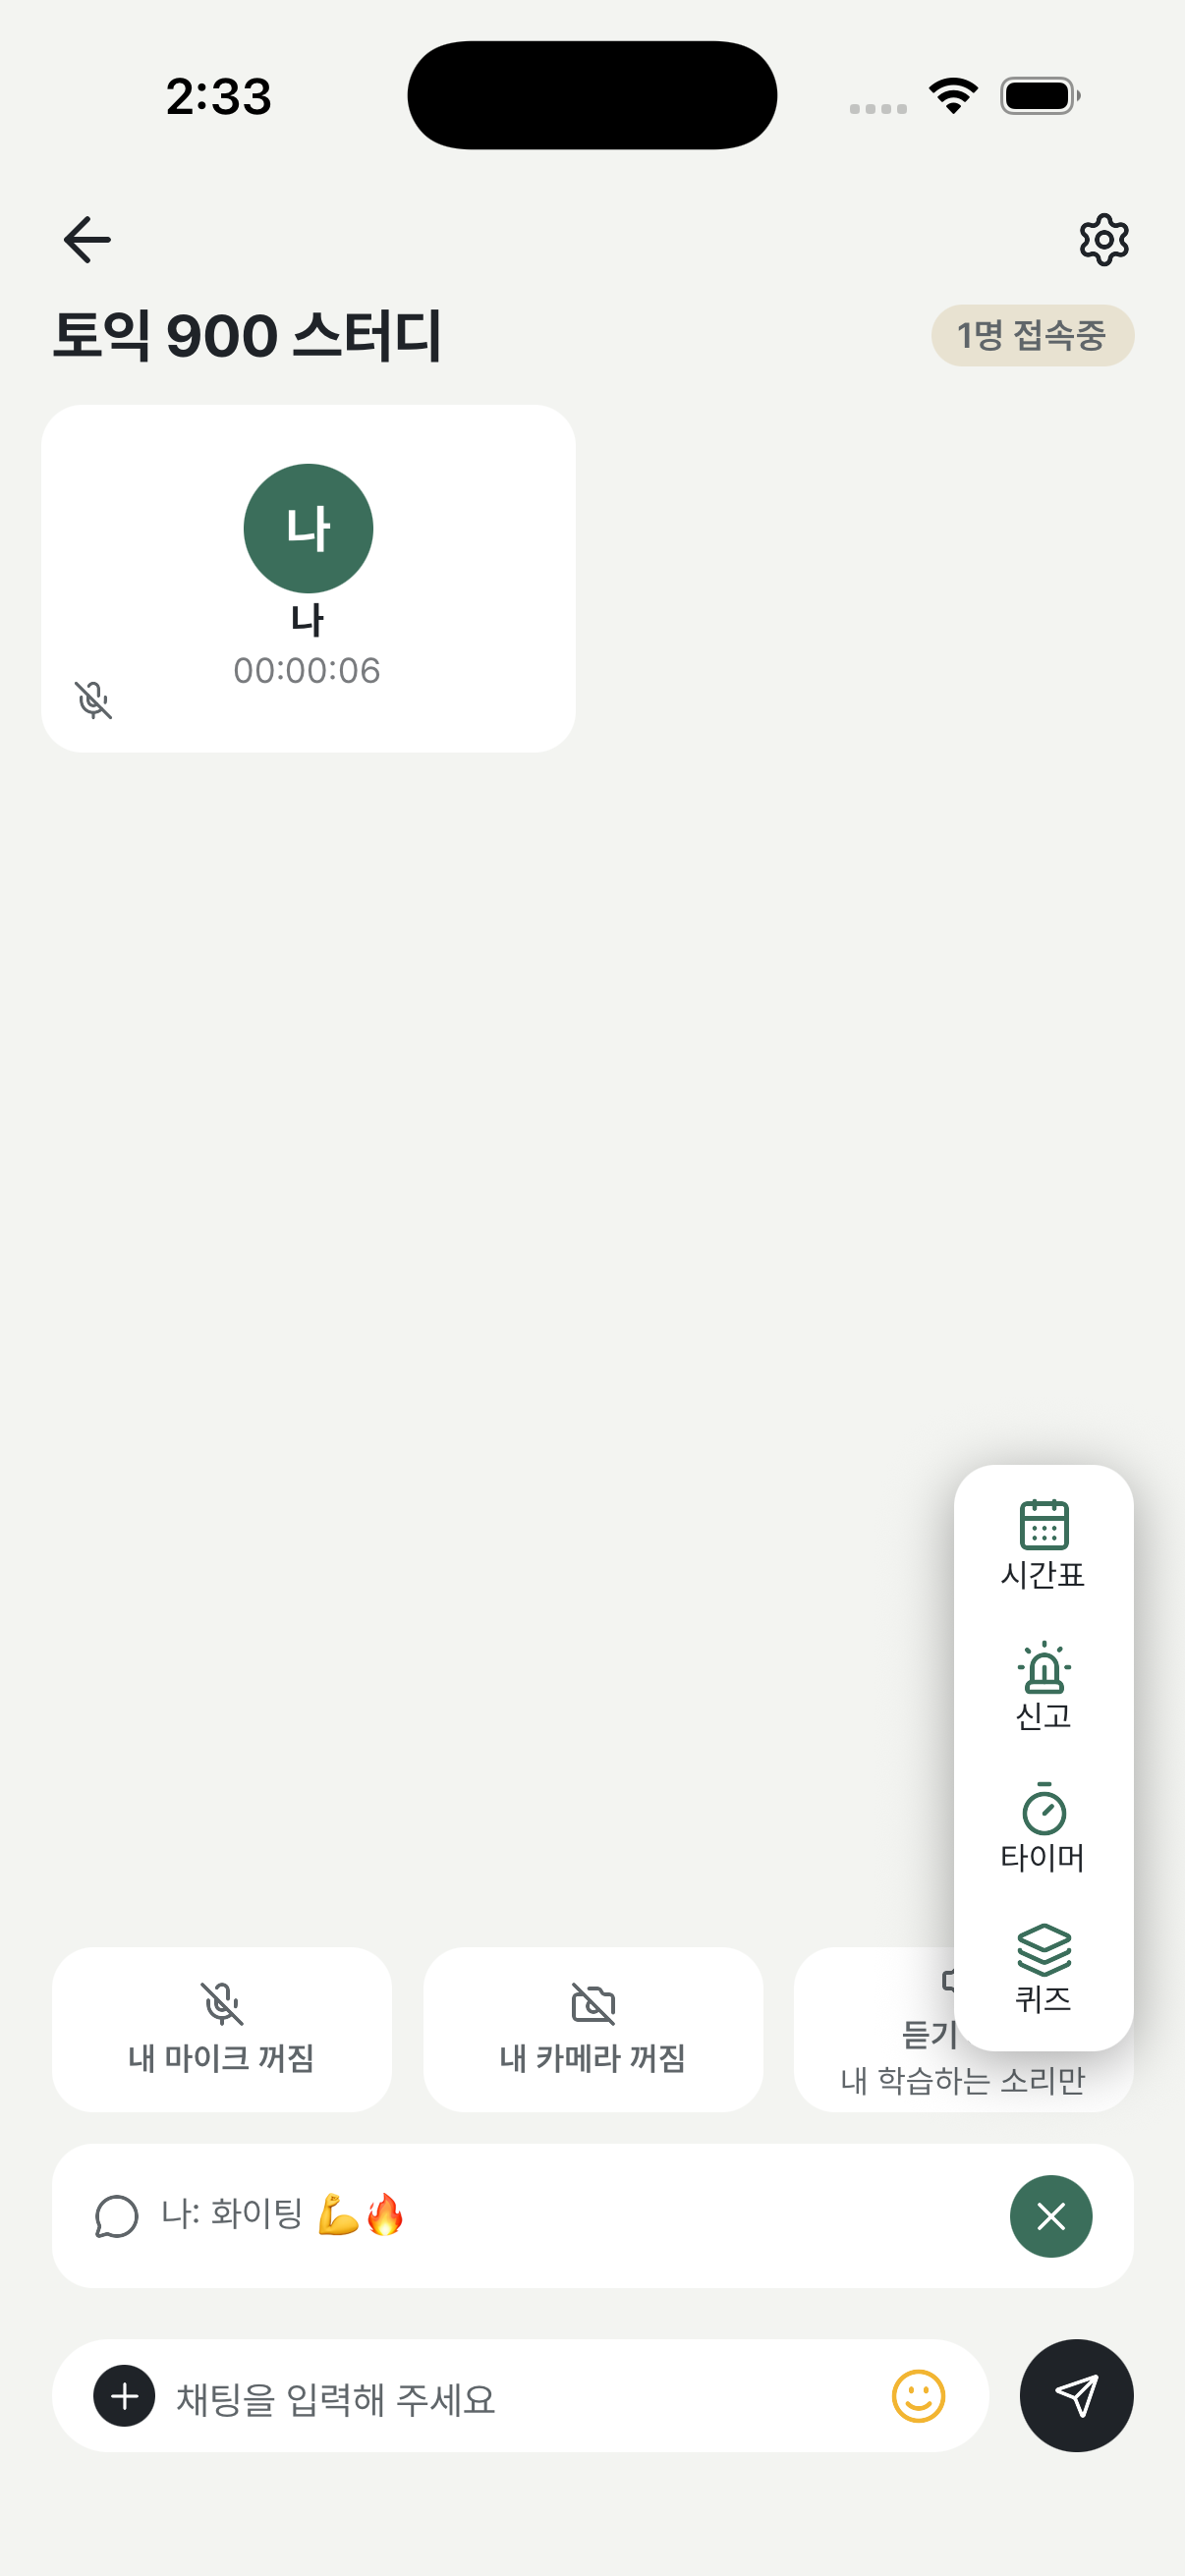 2:33
토익 900 스터디
1명 접속중
나
나
00:00:06
시간표
신고
타이머
퀴즈
내 마이크 꺼짐
내 카메라 꺼짐
듣기
내 학습하는 소리만
나: 화이팅 💪🔥
채팅을 입력해 주세요